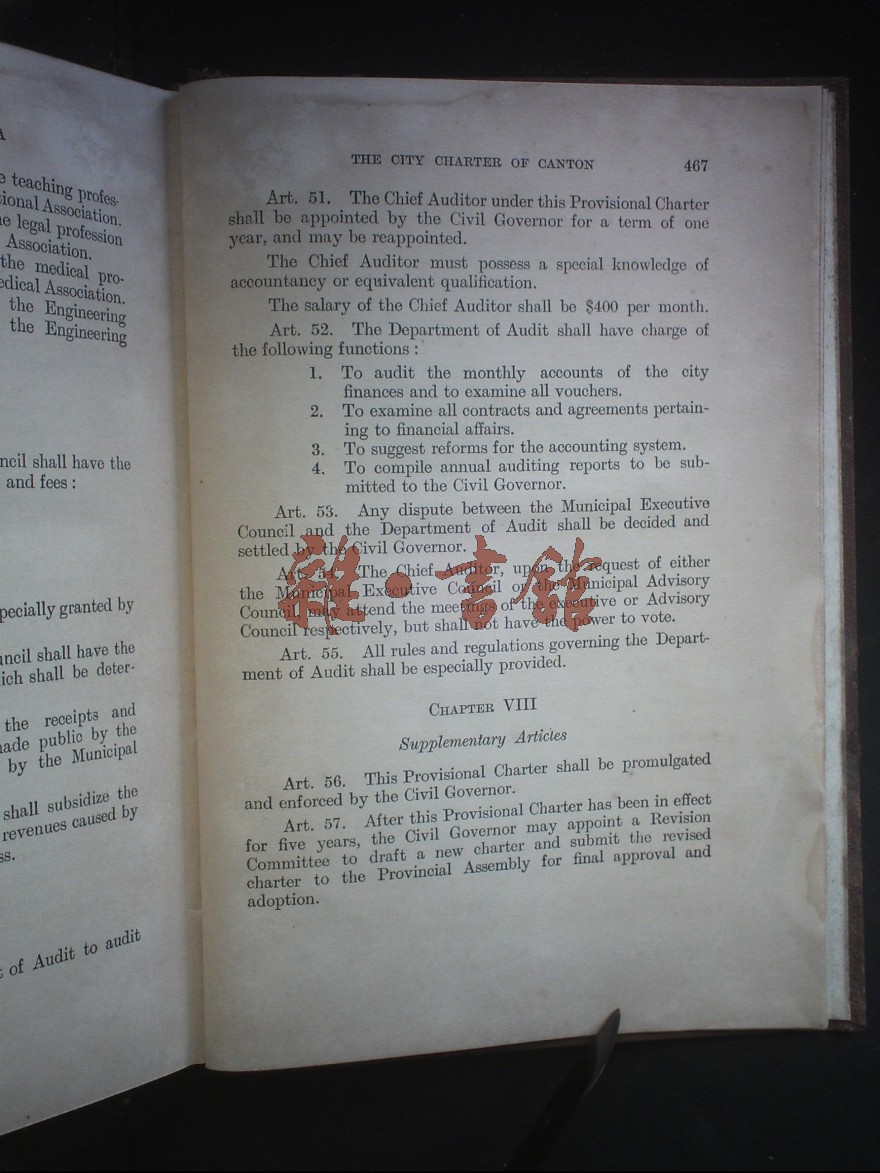 A
e teaching profes-
ional Association.
e legal profession
Association.
the medical pro-
edical Association.
the Engineering
the Engineering
ncil shall have the
and fees :
pecially granted by
ncil shall have the
ich shall be deter-
the receipts and
ade public by the
by the Municipal
shall subsidize the
revenues caused by
ss.
of Audit to audit
THE CITY CHARTER OF CANTON 467
Art. 51. The Chief Auditor under this Provisional Charter
shall be appointed by the Civil Governor for a term of one
year, and may be reappointed.
The Chief Auditor must possess a special knowledge of
accountancy or equivalent qualification.
The salary of the Chief Auditor shall be $400 per month.
Art. 52. The Department of Audit shall have charge of
the following functions :
1. To audit the monthly accounts of the city
finances and to examine all vouchers.
2. To examine all contracts and agreements pertain-
ing to financial affairs.
3. To suggest reforms for the accounting system.
4. To compile annual auditing reports to be sub-
mitted to the Civil Governor.
Art. 53. Any dispute between the Municipal Executive
Council and the Department of Audit shall be decided and
settled by the Civil Governor.
Art. 54. The Chief Auditor, upon the request of either
the Municipal Executive Council or the Municipal Advisory
Council, may attend the meetings of the executive or Advisory
Council respectively, but shall not have the power to vote.
Art. 55. All rules and regulations governing the Depart-
ment of Audit shall be especially provided.
CHAPTER VIII
Supplementary Articles
Art. 56. This Provisional Charter shall be promulgated
and enforced by the Civil Governor.
Art. 57. After this Provisional Charter has been in effect
for five years, the Civil Governor may appoint a Revision
Committee to draft a new charter and submit the revised
charter to the Provincial Assembly for final approval and
adoption.
雜·書館